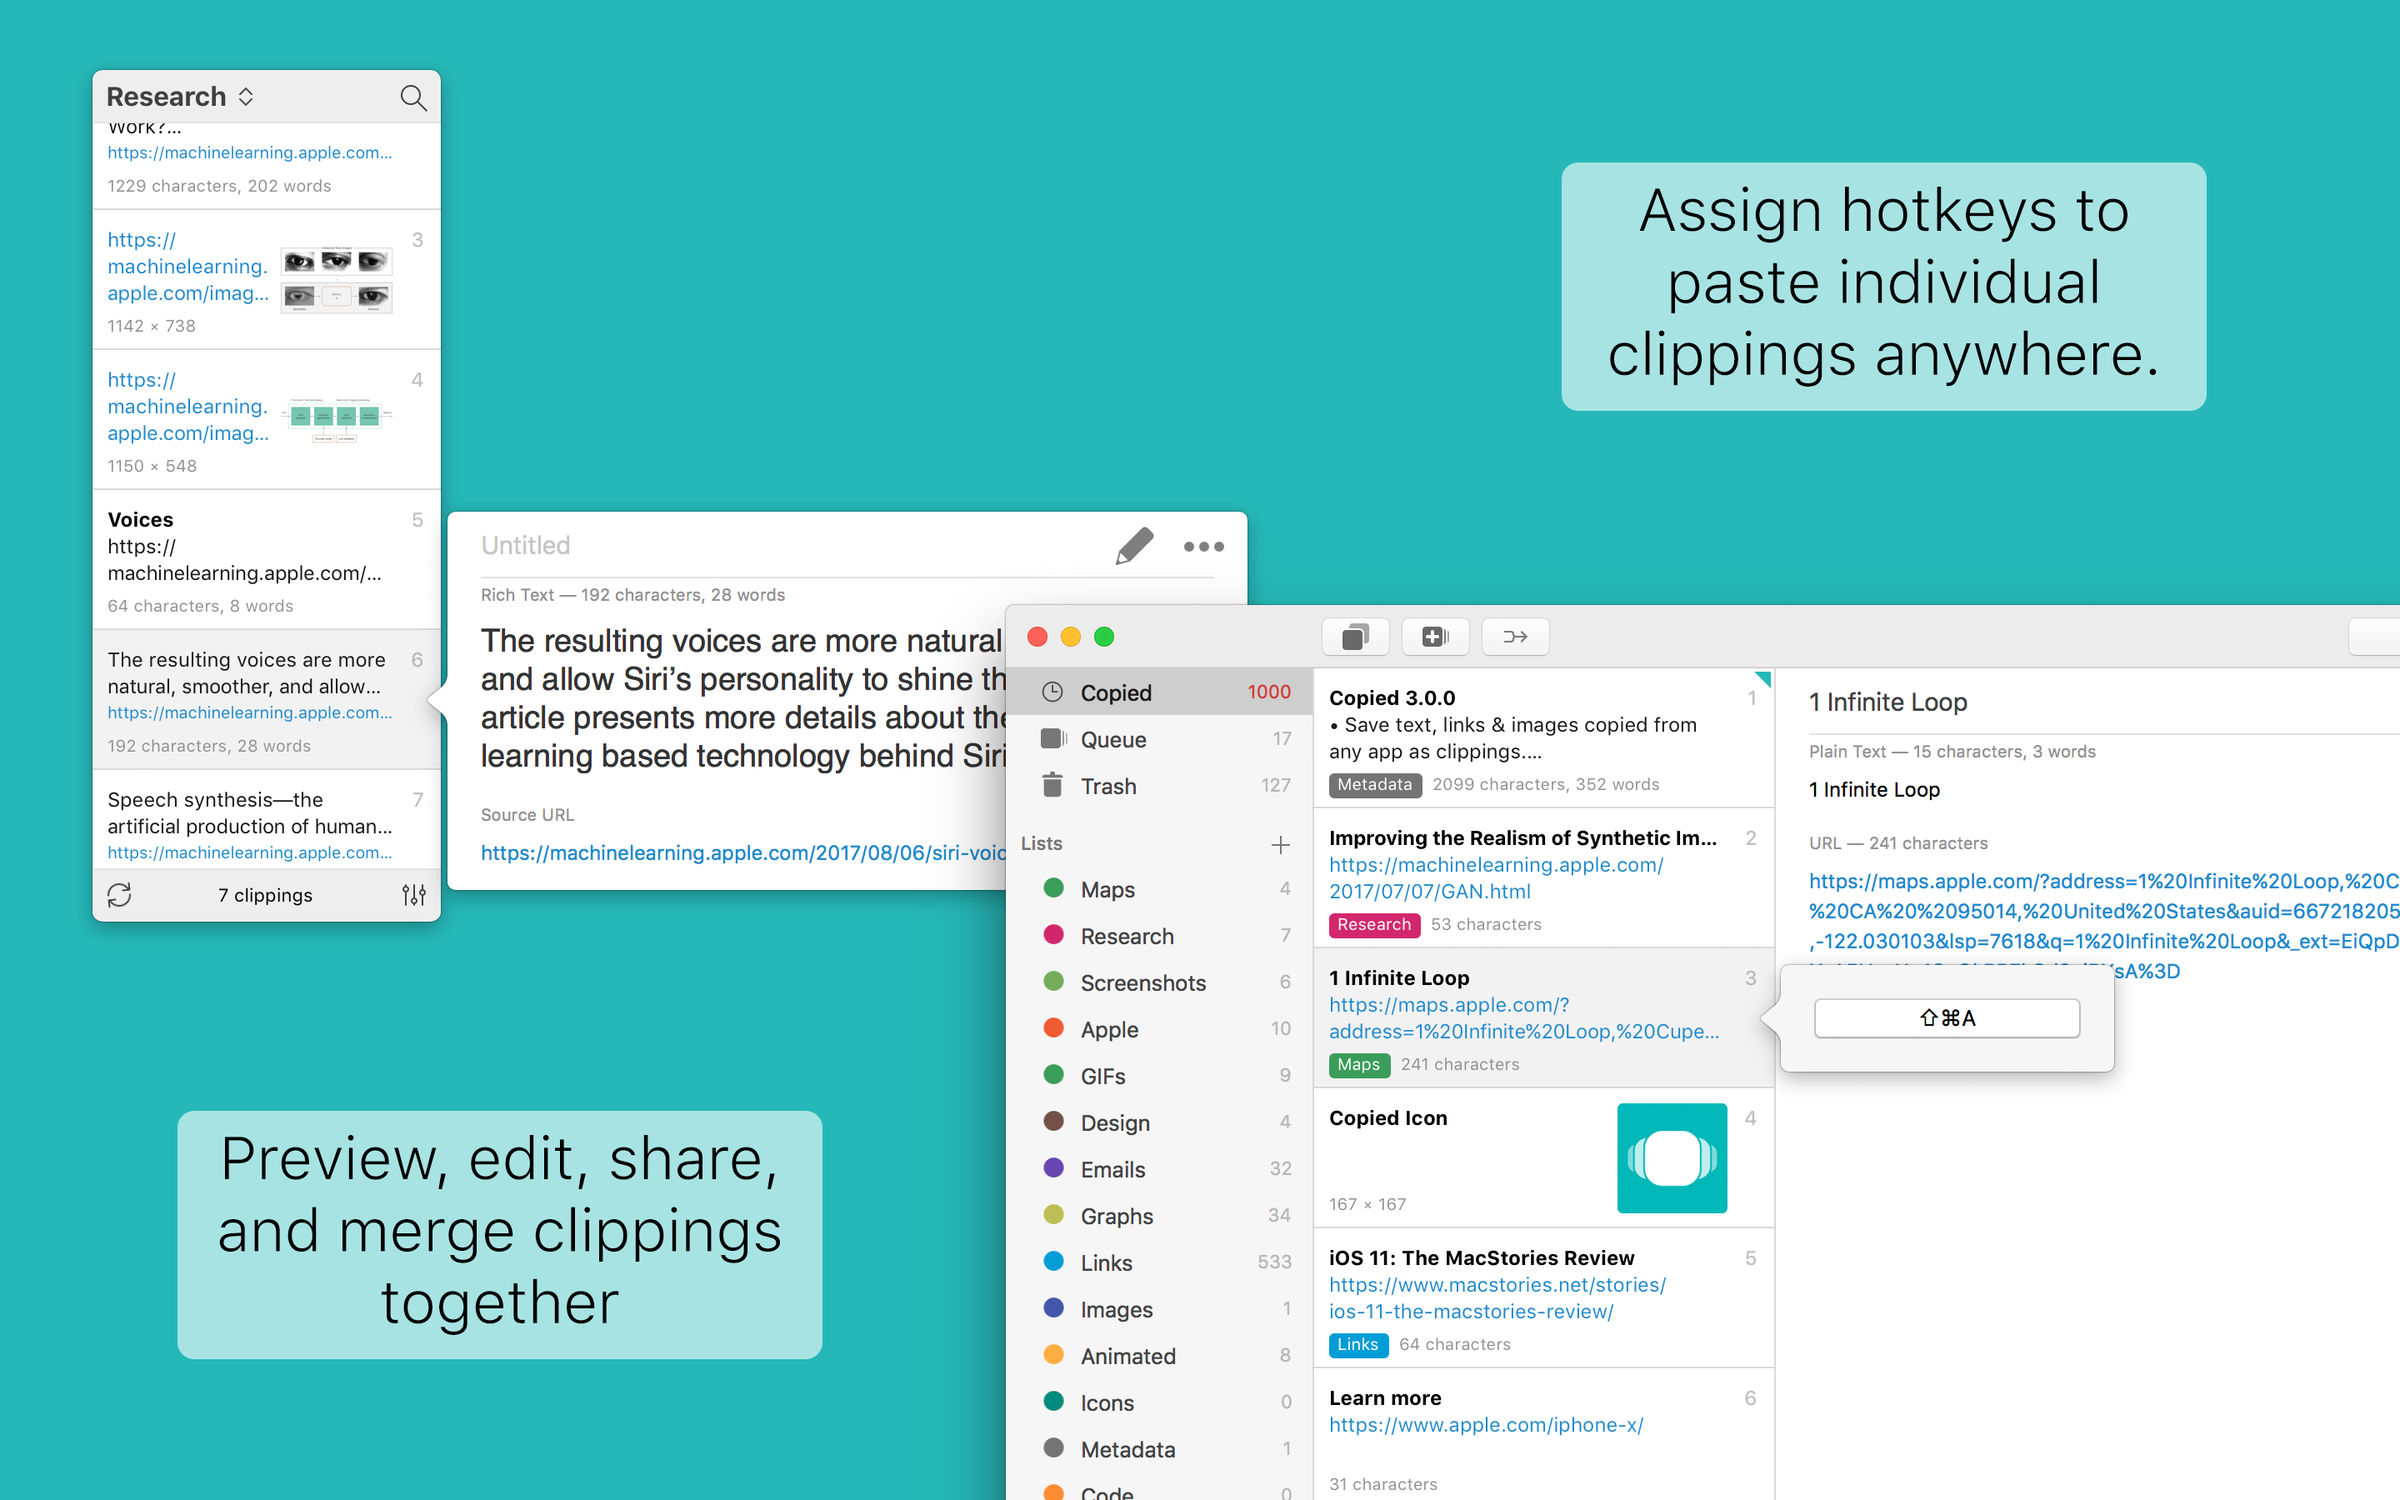 Research
Work?...
https://machinelearning.apple.com...
1229 characters, 202 words
https://
machinelearning.
apple.com/imag...
3
1142 × 738
https://
machinelearning.
apple.com/imag...
4
1150 × 548
Voices
5
https://
machinelearning.apple.com/...
64 characters, 8 words
The resulting voices are more
6
natural, smoother, and allow...
https://machinelearning.apple.com...
192 characters, 28 words
Speech synthesis—the
7
artificial production of human...
https://machinelearning.apple.com...
7 clippings
Untitled
Rich Text — 192 characters, 28 words
The resulting voices are more natural
and allow Siri’s personality to shine th
article presents more details about the
learning based technology behind Siri
Source URL
https://machinelearning.apple.com/2017/08/06/siri-voic
Assign hotkeys to
paste individual
clippings anywhere.
Preview, edit, share,
and merge clippings
together
Copied 1000
Queue 17
Trash 127
Lists
Maps 4
Research 7
Screenshots 6
Apple 10
GIFs 9
Design 4
Emails 32
Graphs 34
Links 533
Images 1
Animated 8
Icons 0
Metadata 1
Code 0
Copied 3.0.0 1
• Save text, links & images copied from
any app as clippings....
Metadata 2099 characters, 352 words
Improving the Realism of Synthetic Im... 2
https://machinelearning.apple.com/
2017/07/07/GAN.html
Research 53 characters
1 Infinite Loop 3
https://maps.apple.com/?
address=1%20Infinite%20Loop,%20Cupe...
Maps 241 characters
Copied Icon 4
167 × 167
iOS 11: The MacStories Review 5
https://www.macstories.net/stories/
ios-11-the-macstories-review/
Links 64 characters
Learn more 6
https://www.apple.com/iphone-x/
31 characters
1 Infinite Loop
Plain Text — 15 characters, 3 words
1 Infinite Loop
URL — 241 characters
https://maps.apple.com/?address=1%20Infinite%20Loop,%20C
%20CA%20%2095014,%20United%20States&auid=667218205
,-122.030103&lsp=7618&q=1%20Infinite%20Loop&_ext=EiQpD
sA%3D
⇧⌘A